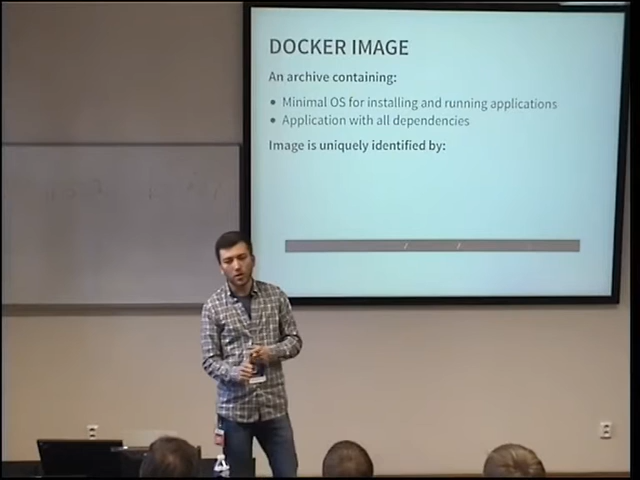 DOCKER IMAGE
An archive containing:
• Minimal OS for installing and running applications
• Application with all dependencies
Image is uniquely identified by:
/ /